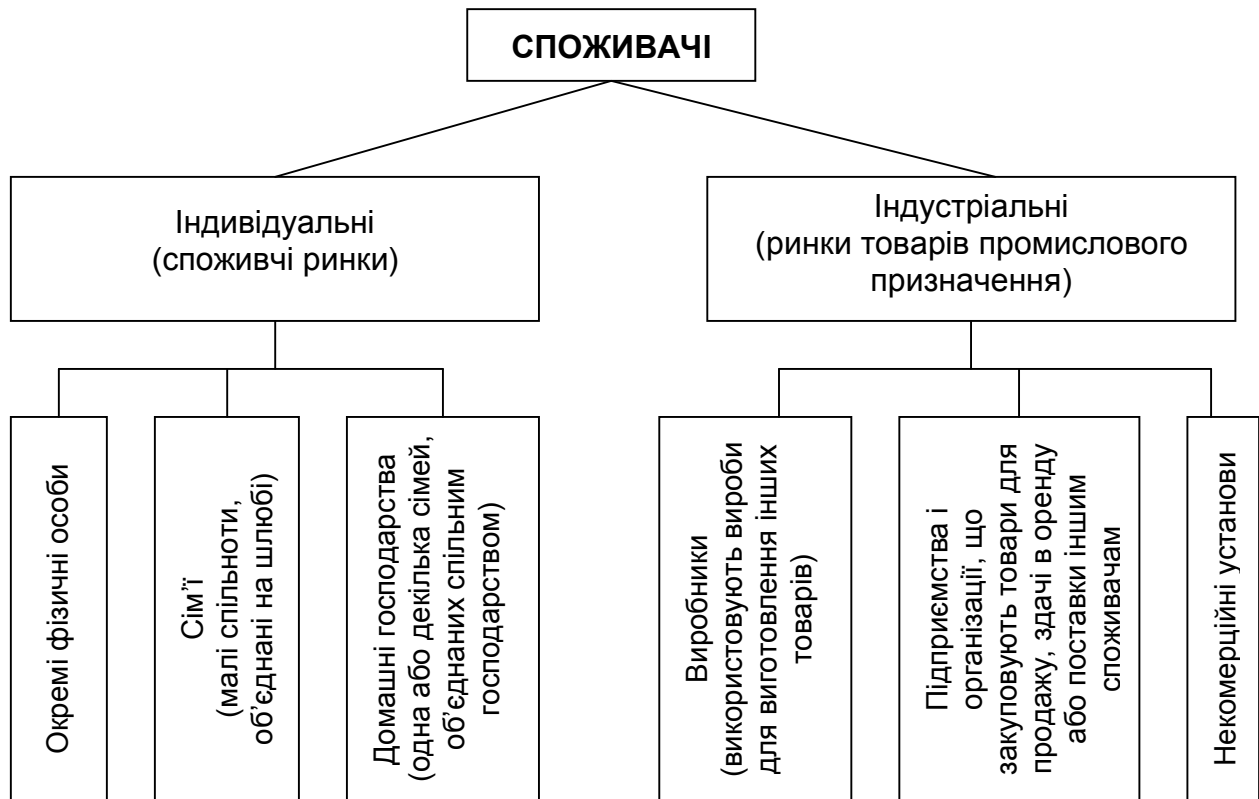 СПОЖИВАЧІ
Індивідуальні
(споживчі ринки)
Індустріальні
(ринки товарів промислового
призначення)
Окремі фізичні особи
Сім’ї
(малі спільноти,
об’єднані на шлюбі)
Домашні господарства
(одна або декілька сімей,
об’єднаних спільним
господарством)
Виробники
(використовують вироби
для виготовлення інших
товарів)
Підприємства і
організації, що
закуповують товари для
продажу, здачі в оренду
або поставки іншим
споживачам
Некомерційні установи